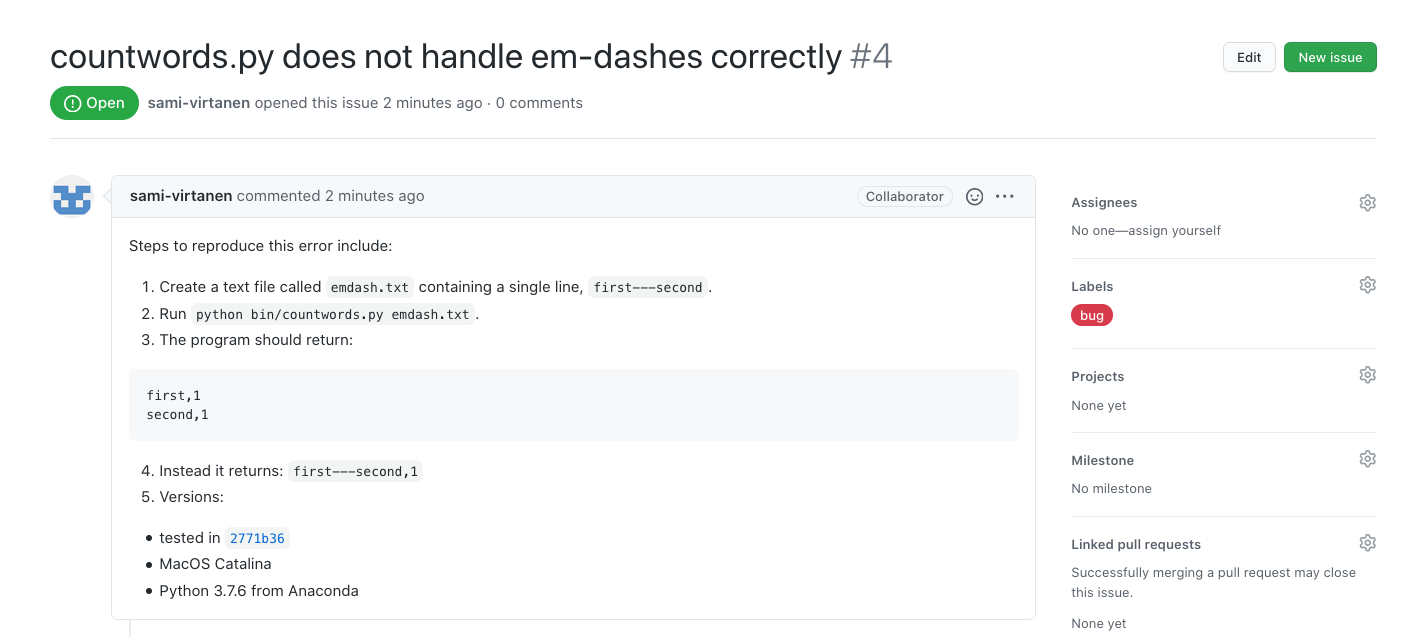 countwords.py does not handle em-dashes correctly #4
Edit
New issue
Open
sami-virtanen opened this issue 2 minutes ago · 0 comments
sami-virtanen commented 2 minutes ago
Collaborator
Steps to reproduce this error include:
1. Create a text file called emdash.txt containing a single line, first---second .
2. Run python bin/countwords.py emdash.txt .
3. The program should return:
first,1
second,1
4. Instead it returns: first---second,1
5. Versions:
• tested in 2771b36
• MacOS Catalina
• Python 3.7.6 from Anaconda
Assignees
No one—assign yourself
Labels
bug
Projects
None yet
Milestone
No milestone
Linked pull requests
Successfully merging a pull request may close
this issue.
None yet